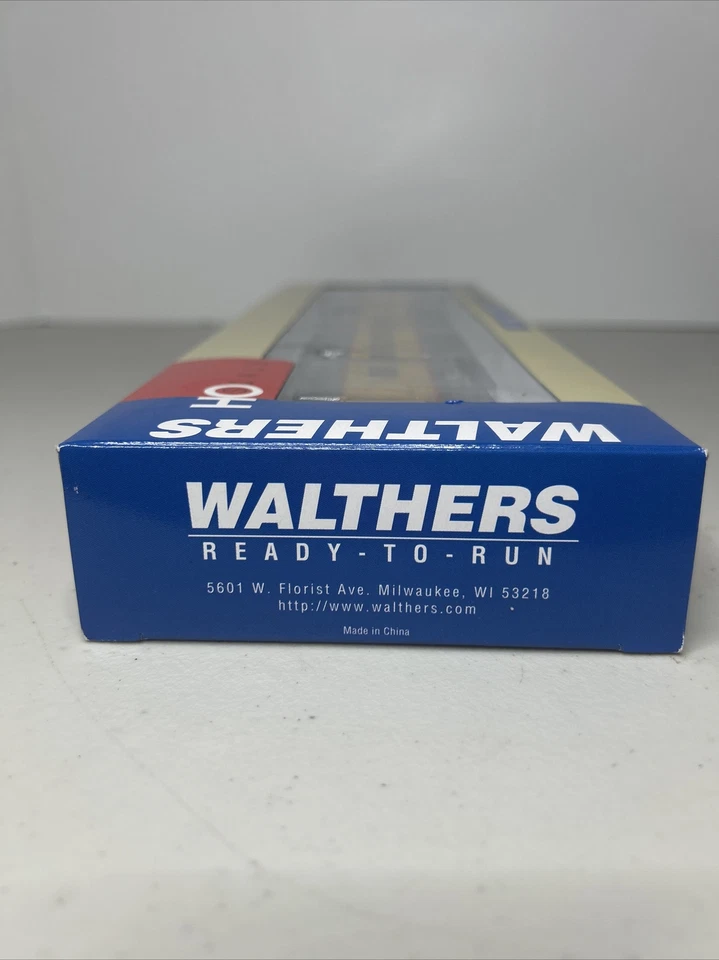 HO
WALTHERS
WALTHERS
READY-TO-RUN
5601 W. Florist Ave. Milwaukee, WI 53218
http://www.walthers.com
Made in China